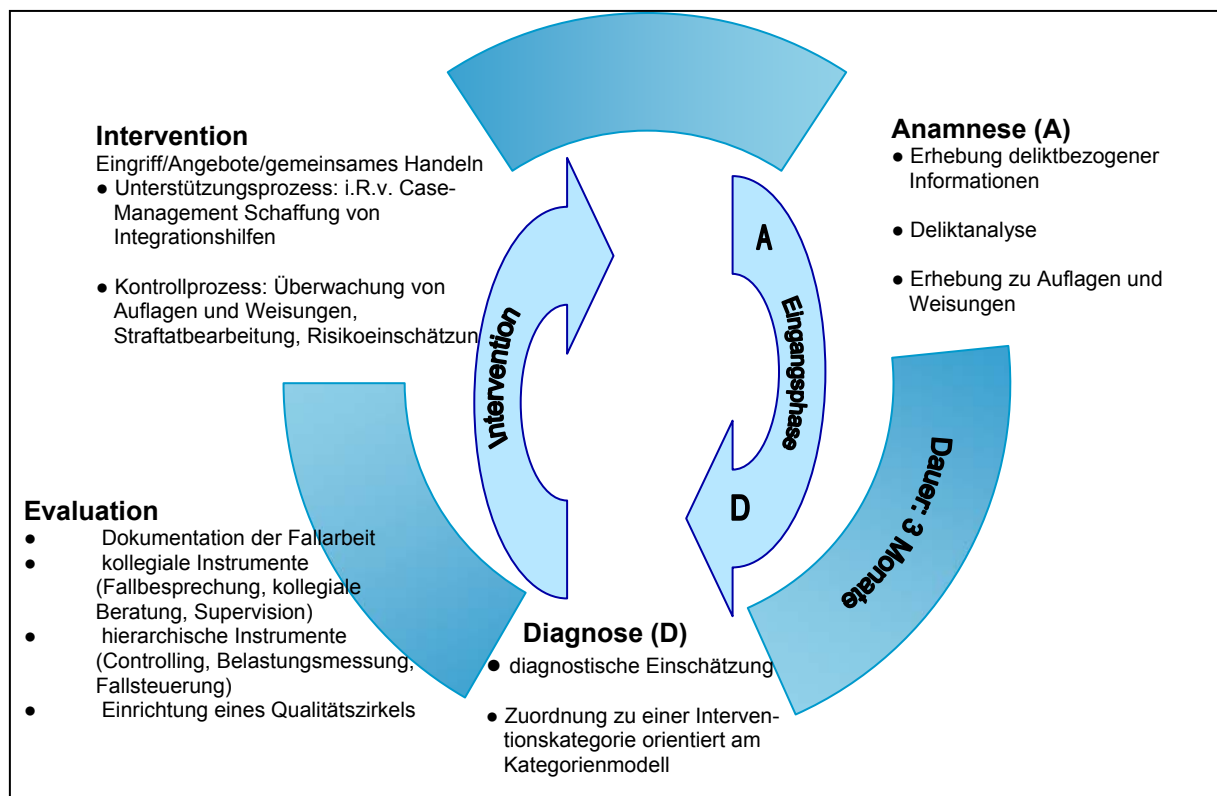 Intervention
Eingriff/Angebote/gemeinsames Handeln
● Unterstützungsprozess: i.R.v. Case-
Management Schaffung von
Integrationshilfen
● Kontrollprozess: Überwachung von
Auflagen und Weisungen,
Straftatbearbeitung, Risikoeinschätzun
Anamnese (A)
● Erhebung deliktbezogener
Informationen
● Deliktanalyse
● Erhebung zu Auflagen und
Weisungen
A
Eingangsphase
D
Intervention
Dauer: 3 Monate
Evaluation
● Dokumentation der Fallarbeit
● kollegiale Instrumente
(Fallbesprechung, kollegiale
Beratung, Supervision)
● hierarchische Instrumente
(Controlling, Belastungsmessung,
Fallsteuerung)
● Einrichtung eines Qualitätszirkels
Diagnose (D)
● diagnostische Einschätzung
● Zuordnung zu einer Interven-
tionskategorie orientiert am
Kategorienmodell